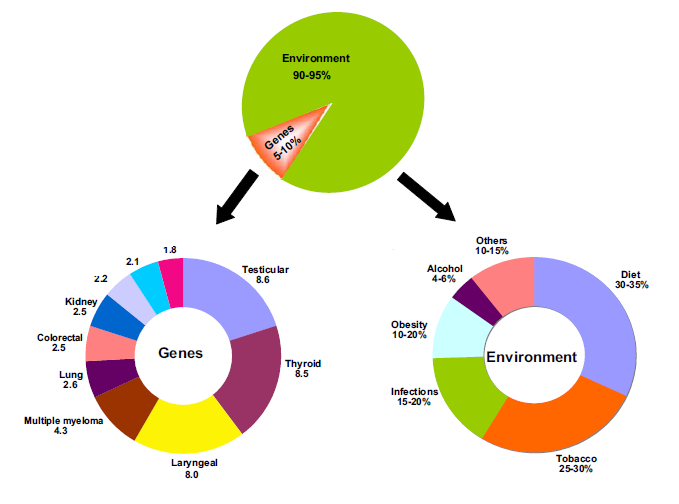 Environment
90-95%
Genes
5-10%
1.8
2.1
2.2
Kidney
2.5
Colorectal
2.5
Lung
2.6
Multiple myeloma
4.3
Laryngeal
8.0
Thyroid
8.5
Testicular
8.6
Genes
Others
10-15%
Alcohol
4-6%
Obesity
10-20%
Infections
15-20%
Tobacco
25-30%
Diet
30-35%
Environment